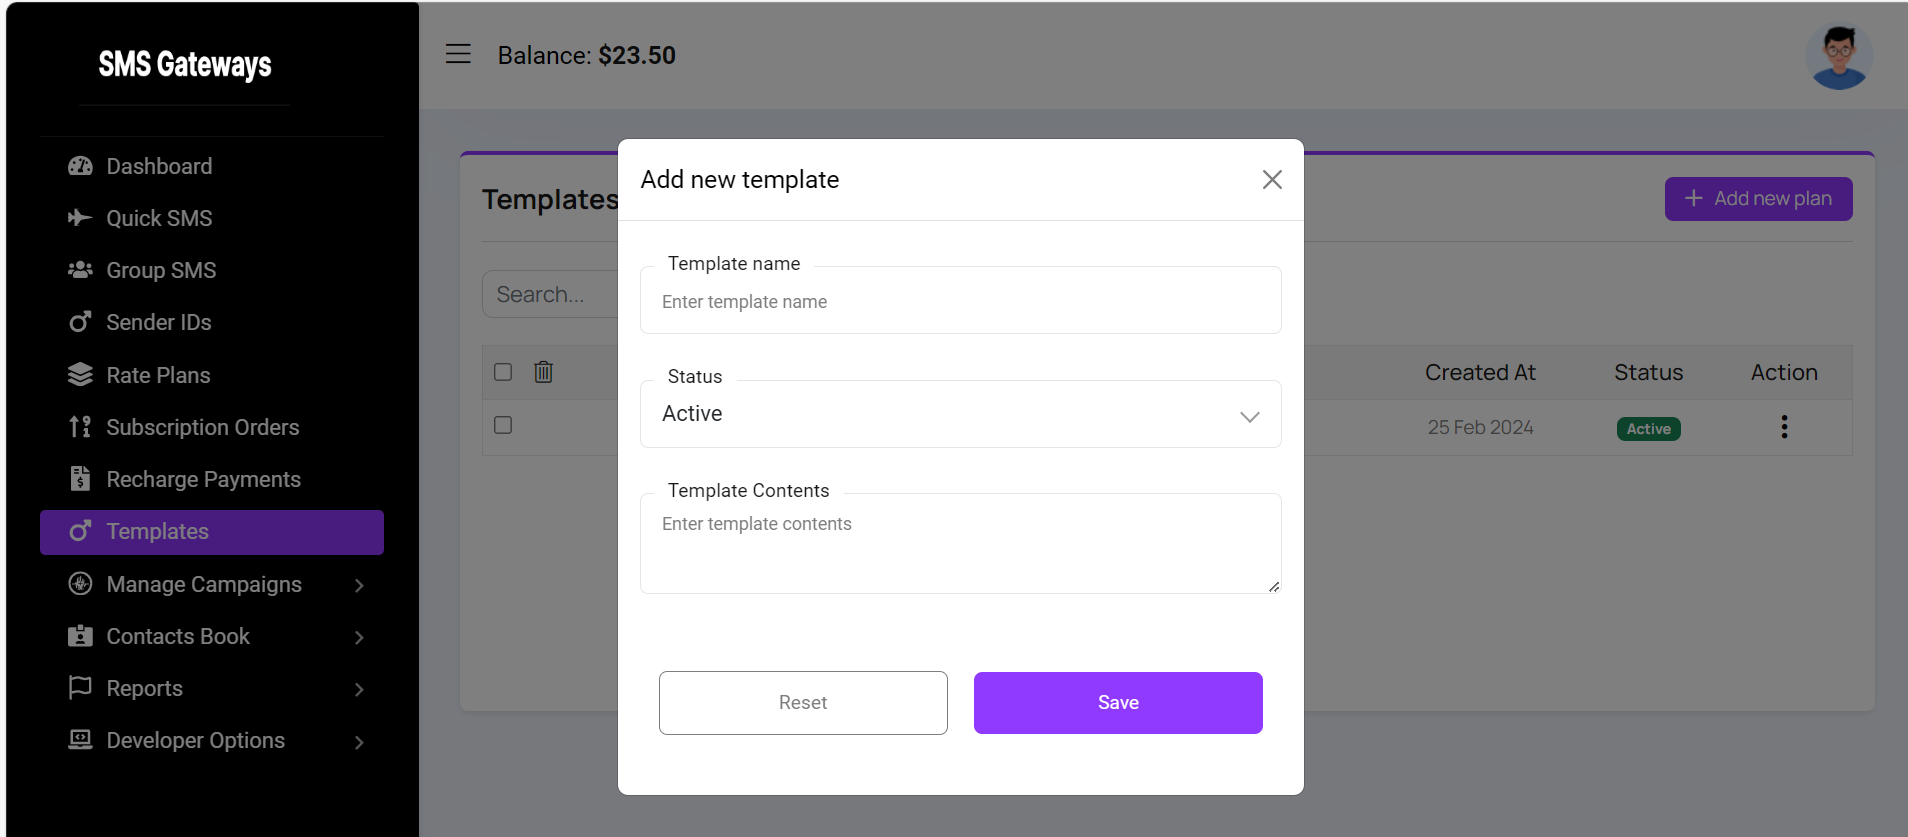 SMS Gateways
Balance: $23.50
Dashboard
Quick SMS
Group SMS
Sender IDs
Rate Plans
Subscription Orders
Recharge Payments
Templates
Manage Campaigns
Contacts Book
Reports
Developer Options
Templates
Add new plan
Search...
Created At
Status
Action
25 Feb 2024
Active
Add new template
Template name
Enter template name
Status
Active
Template Contents
Enter template contents
Reset
Save